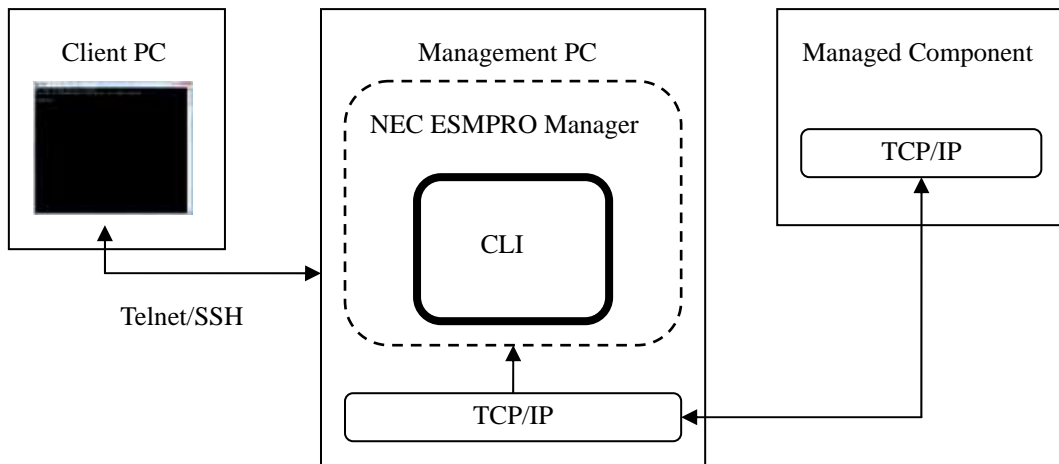 Client PC
Management PC
Managed Component
NEC ESMPRO Manager
TCP/IP
CLI
Telnet/SSH
TCP/IP